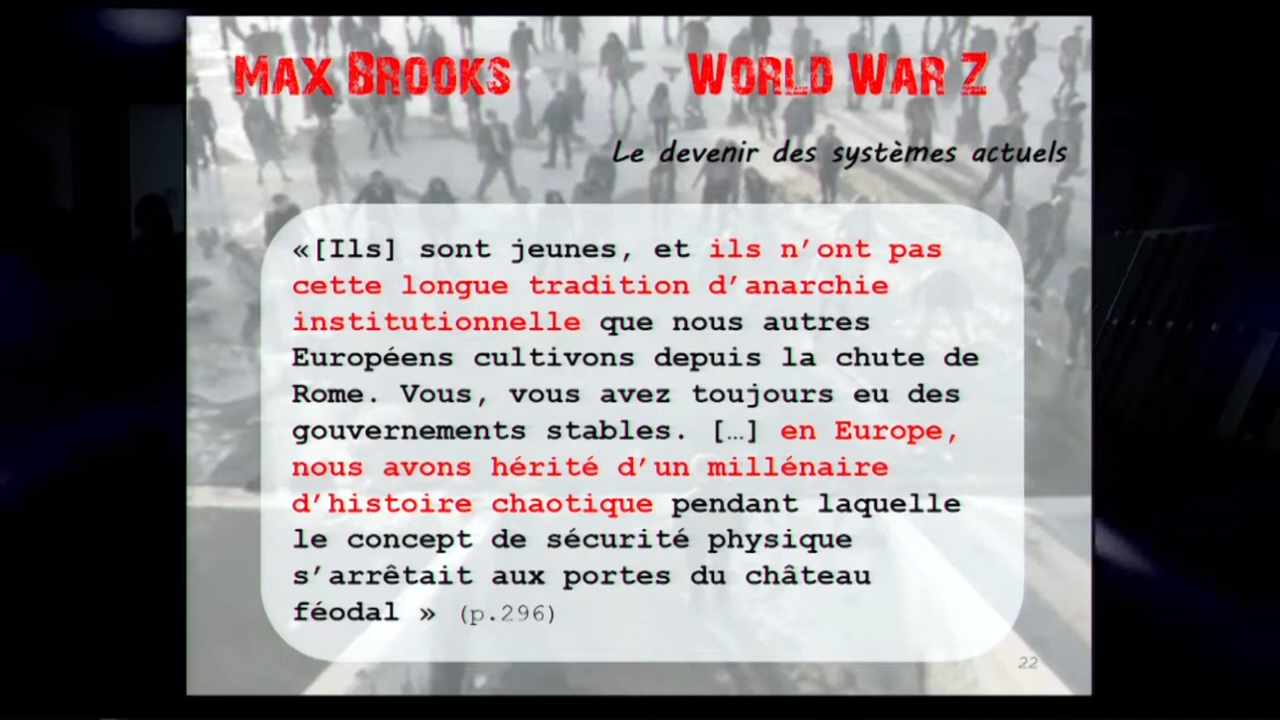 MAX BROOKS WORLD WAR Z
Le devenir des systèmes actuels
«[Ils] sont jeunes, et ils n’ont pas
cette longue tradition d’anarchie
institutionnelle que nous autres
Européens cultivons depuis la chute de
Rome. Vous, vous avez toujours eu des
gouvernements stables. […] en Europe,
nous avons hérité d’un millénaire
d’histoire chaotique pendant laquelle
le concept de sécurité physique
s’arrêtait aux portes du château
féodal » (p.296)
22